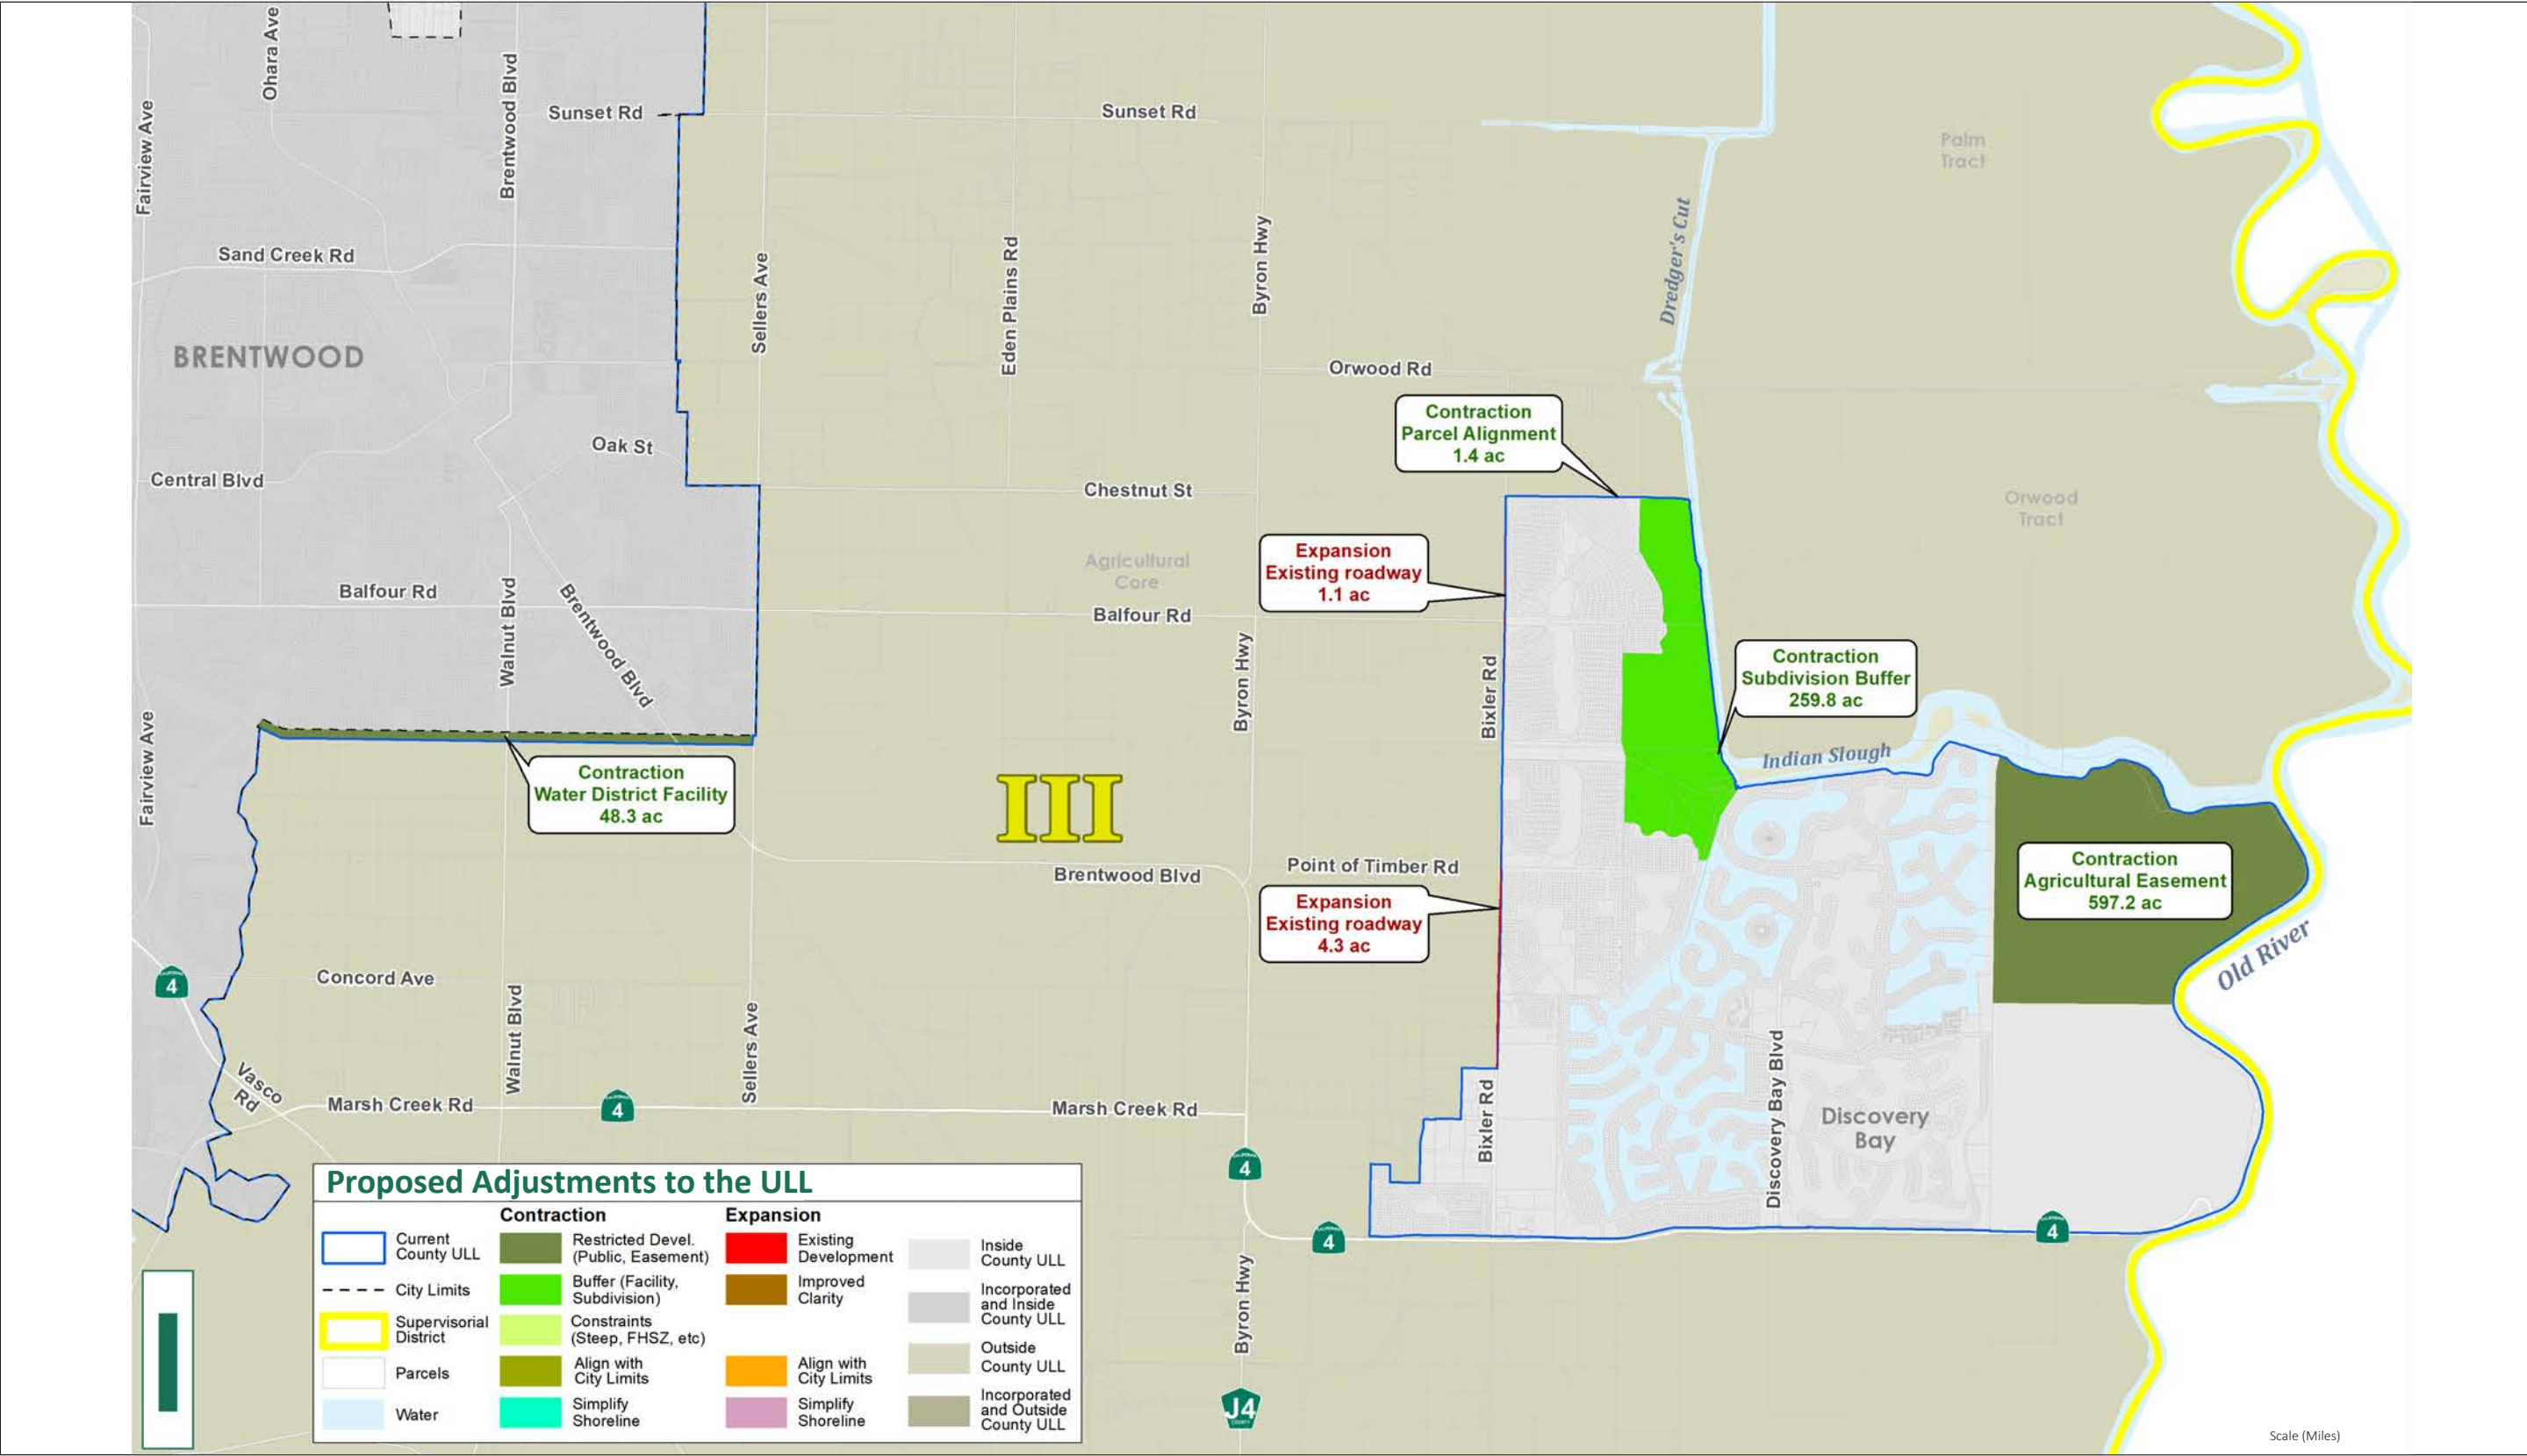 Ohara Ave
Fairview Ave
Brentwood Blvd
Sunset Rd
Sunset Rd
Palm
Tract
Dredger's Cut
Sand Creek Rd
Sellers Ave
Eden Plains Rd
Byron Hwy
BRENTWOOD
Orwood Rd
Contraction
Parcel Alignment
1.4 ac
Oak St
Central Blvd
Chestnut St
Orwood
Tract
Expansion
Existing roadway
1.1 ac
Agricultural
Core
Balfour Rd
Walnut Blvd
Brentwood Blvd
Balfour Rd
Byron Hwy
Bixler Rd
Contraction
Subdivision Buffer
259.8 ac
Fairview Ave
Indian Slough
Contraction
Water District Facility
48.3 ac
III
Brentwood Blvd
Point of Timber Rd
Contraction
Agricultural Easement
597.2 ac
Expansion
Existing roadway
4.3 ac
Old River
CALIFORNIA
4
Concord Ave
Walnut Blvd
Sellers Ave
Vasco
Rd
Marsh Creek Rd
CALIFORNIA
4
Marsh Creek Rd
Bixler Rd
Discovery Bay Blvd
Discovery
Bay
CALIFORNIA
4
CALIFORNIA
4
CALIFORNIA
4
Byron Hwy
J4
COUNTY
Proposed Adjustments to the ULL
Current
County ULL
City Limits
Supervisorial
District
Parcels
Water
Contraction
Restricted Devel.
(Public, Easement)
Buffer (Facility,
Subdivision)
Constraints
(Steep, FHSZ, etc)
Align with
City Limits
Simplify
Shoreline
Expansion
Existing
Development
Improved
Clarity
Align with
City Limits
Simplify
Shoreline
Inside
County ULL
Incorporated
and Inside
County ULL
Outside
County ULL
Incorporated
and Outside
County ULL
Scale (Miles)